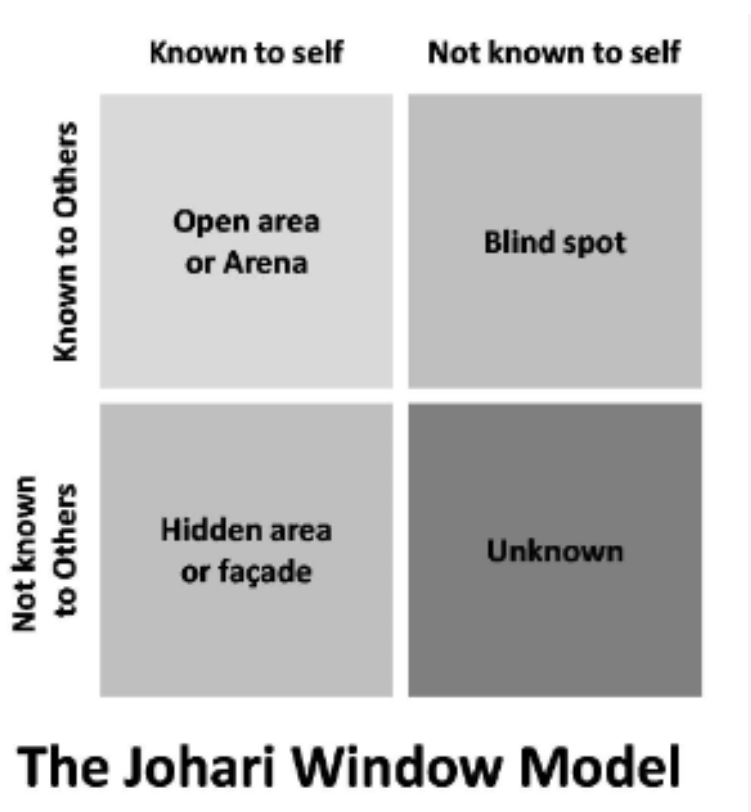 Known to self
Not known to self
Known to Others
Open area
or Arena
Blind spot
Not known
to Others
Hidden area
or façade
Unknown
The Johari Window Model